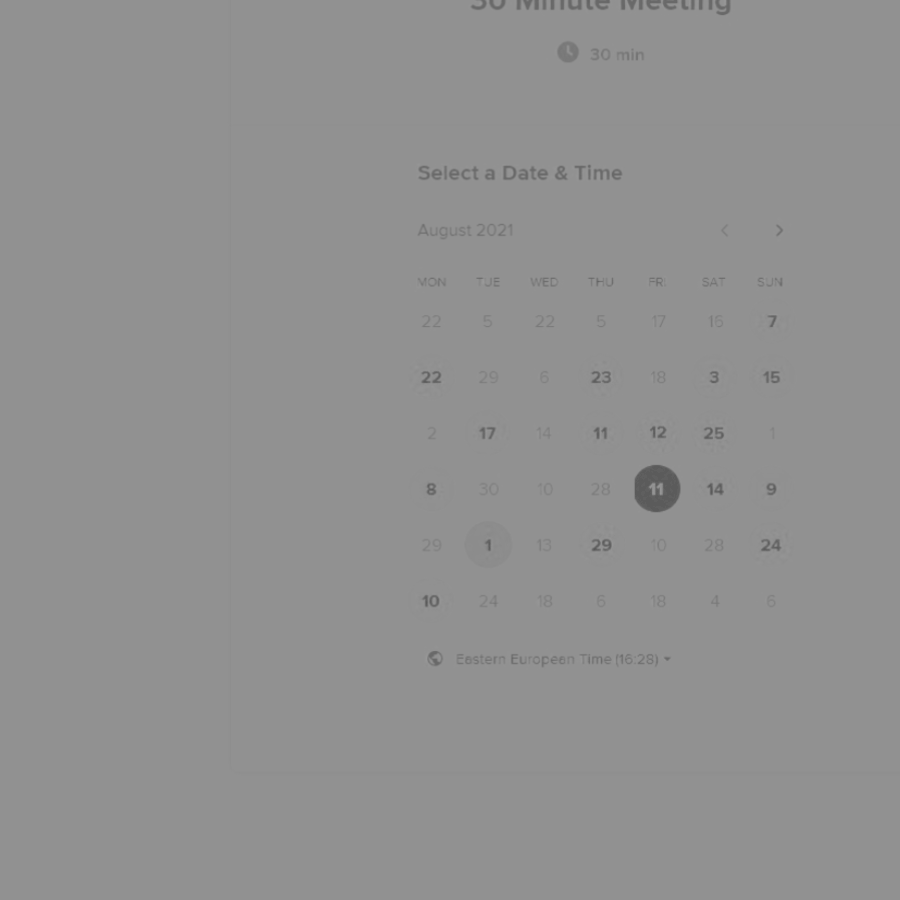 30 Minute Meeting
30 min
Select a Date & Time
August 2021
MON TUE WED THU FRI SAT SUN
22 5 22 5 17 16 7
22 29 6 23 18 3 15
2 17 14 11 12 25 1
8 30 10 28 11 14 9
29 1 13 29 10 28 24
10 24 18 6 18 4 6
Eastern European Time (16:28)